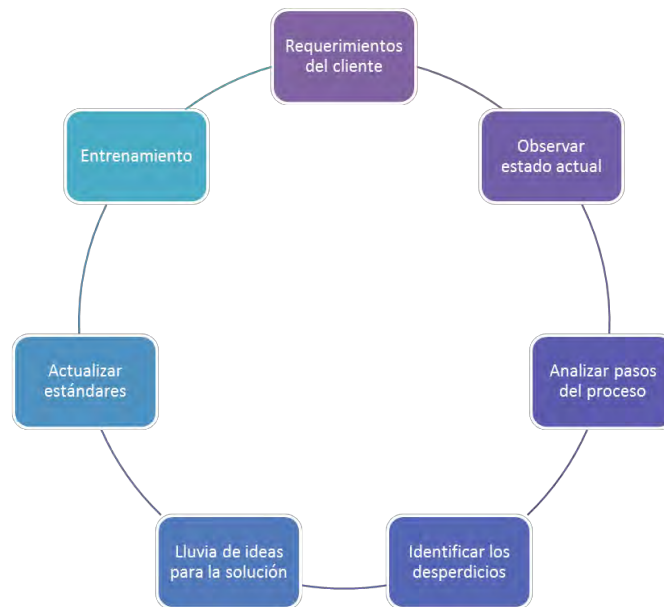 Requerimientos
del cliente
Observar
estado actual
Analizar pasos
del proceso
Identificar los
desperdicios
Lluvia de ideas
para la solución
Actualizar
estándares
Entrenamiento